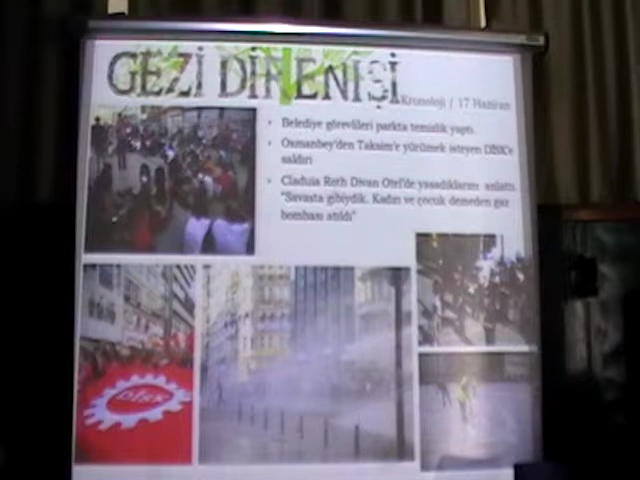 GEZİ DİRENİŞİ
Kronoloji / 17 Haziran
Belediye görevlileri parkta temizlik yaptı.
Osmanbey'den Taksim'e yürümek isteyen DİSK'e
saldırı
Claduia Roth Divan Otel'de yaşadıklarını anlattı.
"Savaşta gibiydik. Kadın ve çocuk demeden gaz
bombası atıldı"
DİSK